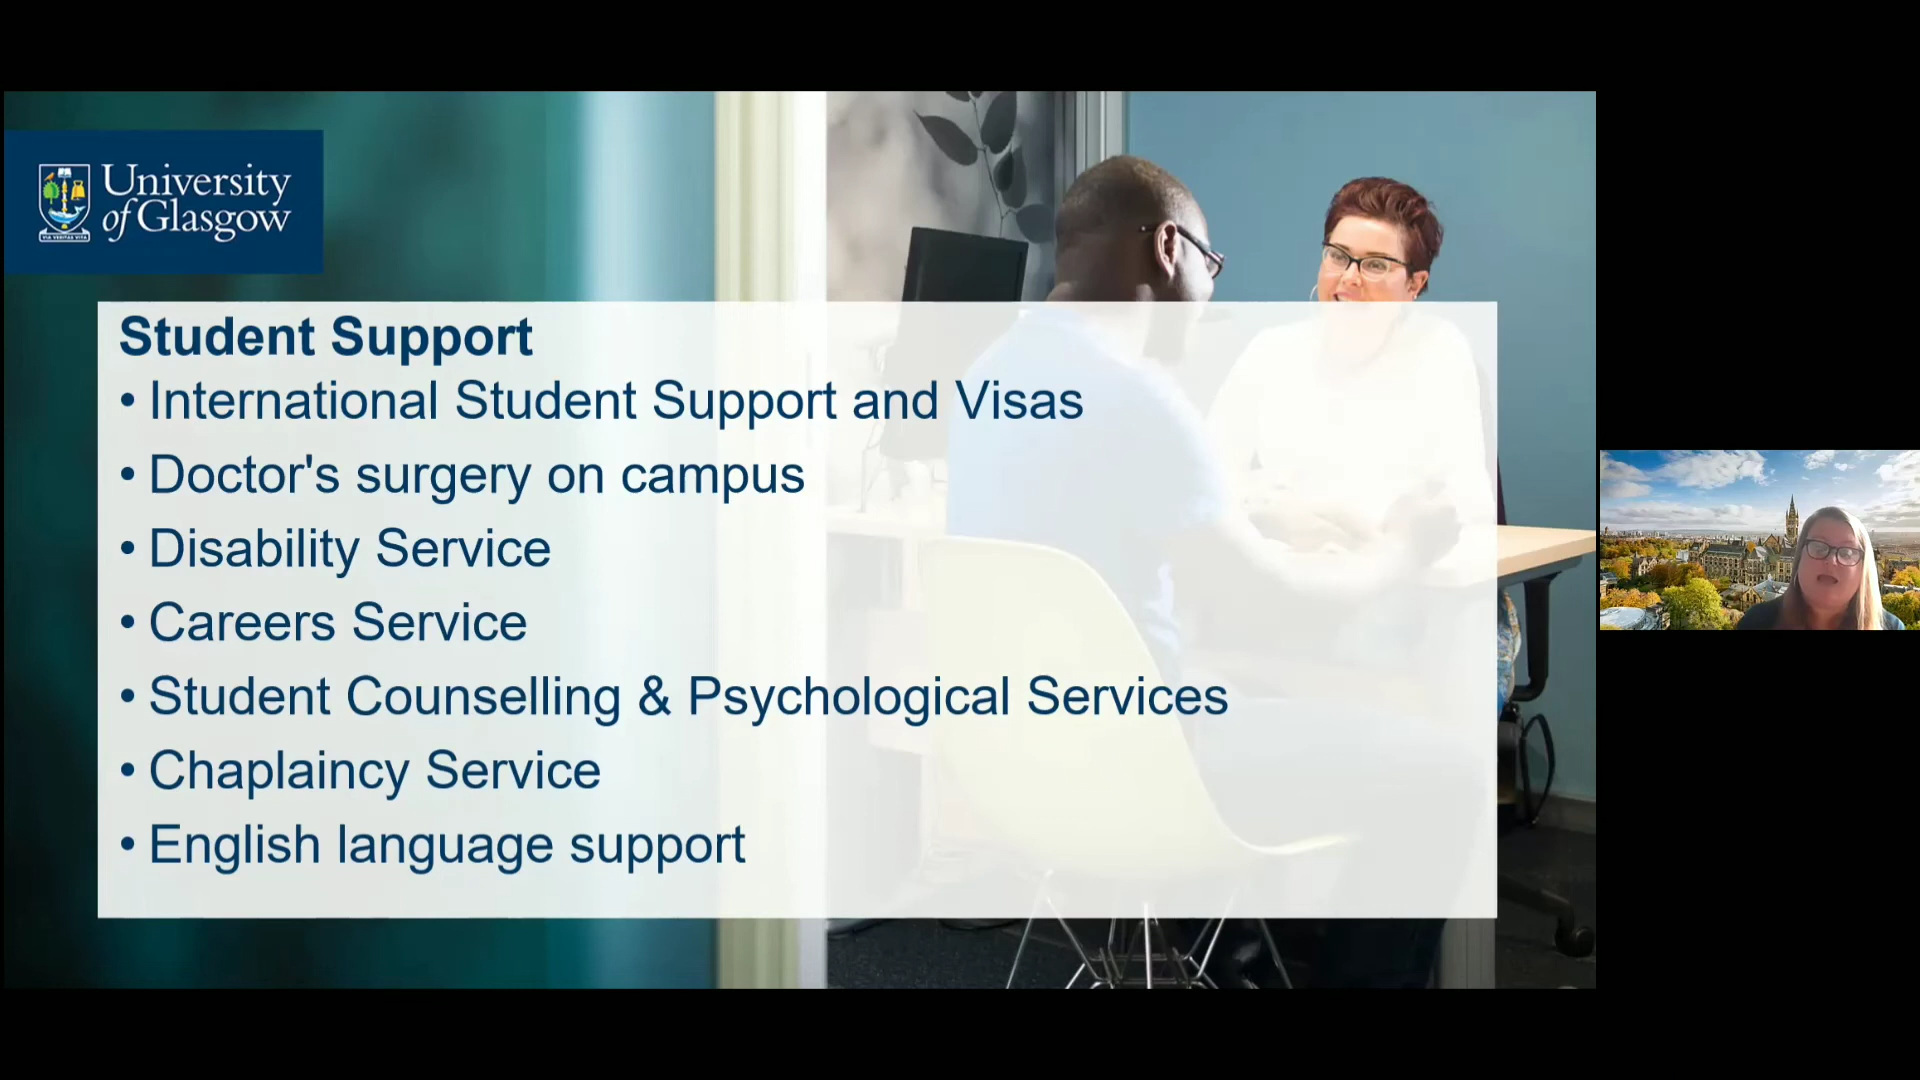 University
of Glasgow
Student Support
• International Student Support and Visas
• Doctor's surgery on campus
• Disability Service
• Careers Service
• Student Counselling & Psychological Services
• Chaplaincy Service
• English language support